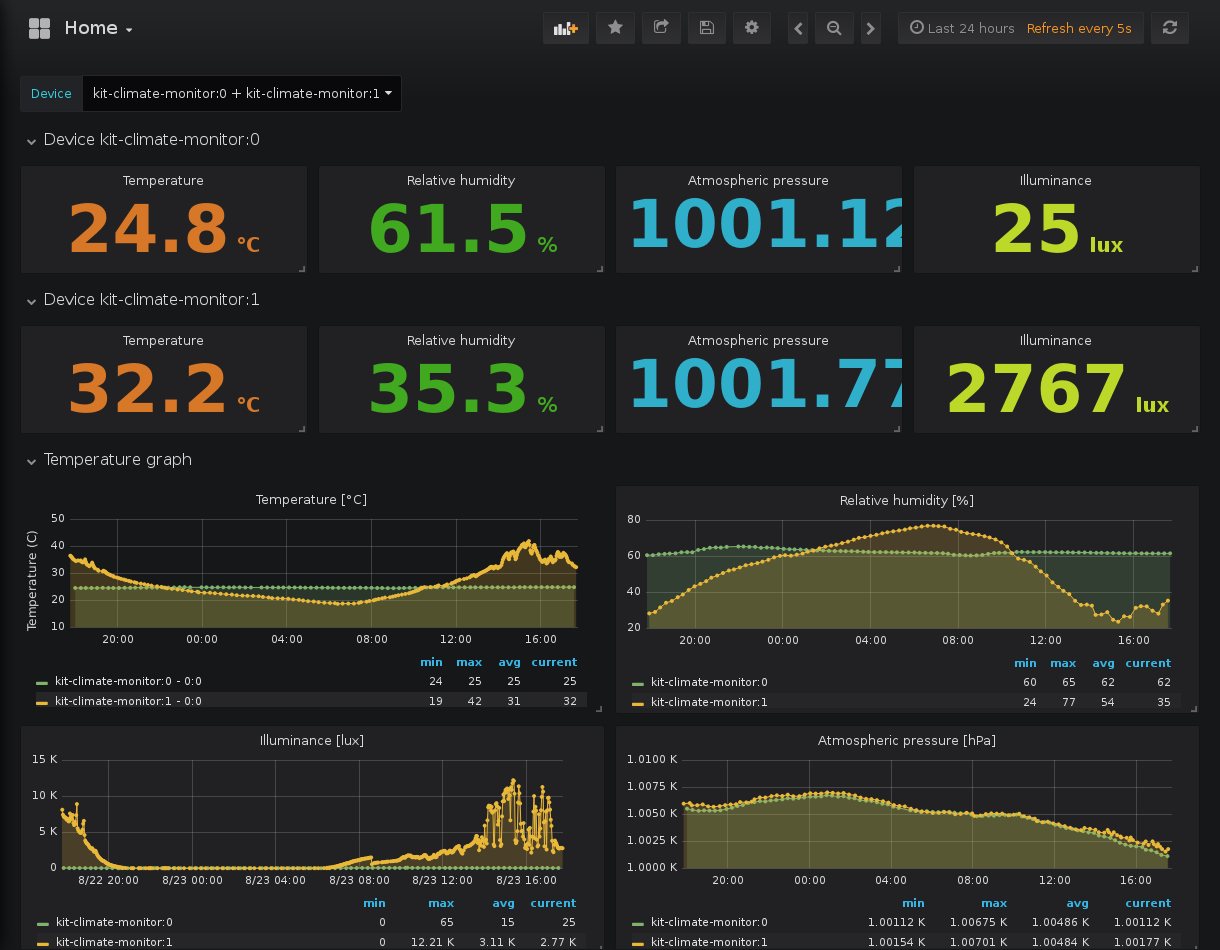 Home
Last 24 hours Refresh every 5s
Device kit-climate-monitor:0 + kit-climate-monitor:1
Device kit-climate-monitor:0
Temperature Relative humidity Atmospheric pressure Illuminance
24.8 °C 61.5 % 1001.12 25 lux
Device kit-climate-monitor:1
Temperature Relative humidity Atmospheric pressure Illuminance
32.2 °C 35.3 % 1001.77 2767 lux
Temperature graph
Temperature [°C]
Temperature (C)
50
40
30
20
10
20:00 00:00 04:00 08:00 12:00 16:00
min max avg current
kit-climate-monitor:0 - 0:0 24 25 25 25
kit-climate-monitor:1 - 0:0 19 42 31 32
Relative humidity [%]
80
60
40
20
20:00 00:00 04:00 08:00 12:00 16:00
min max avg current
kit-climate-monitor:0 60 65 62 62
kit-climate-monitor:1 24 77 54 35
Illuminance [lux]
15 K
10 K
5 K
0
8/22 20:00 8/23 00:00 8/23 04:00 8/23 08:00 8/23 12:00 8/23 16:00
min max avg current
kit-climate-monitor:0 0 65 15 25
kit-climate-monitor:1 0 12.21 K 3.11 K 2.77 K
Atmospheric pressure [hPa]
1.0100 K
1.0075 K
1.0050 K
1.0025 K
1.0000 K
20:00 00:00 04:00 08:00 12:00 16:00
min max avg current
kit-climate-monitor:0 1.00112 K 1.00675 K 1.00486 K 1.00112 K
kit-climate-monitor:1 1.00154 K 1.00701 K 1.00484 K 1.00177 K